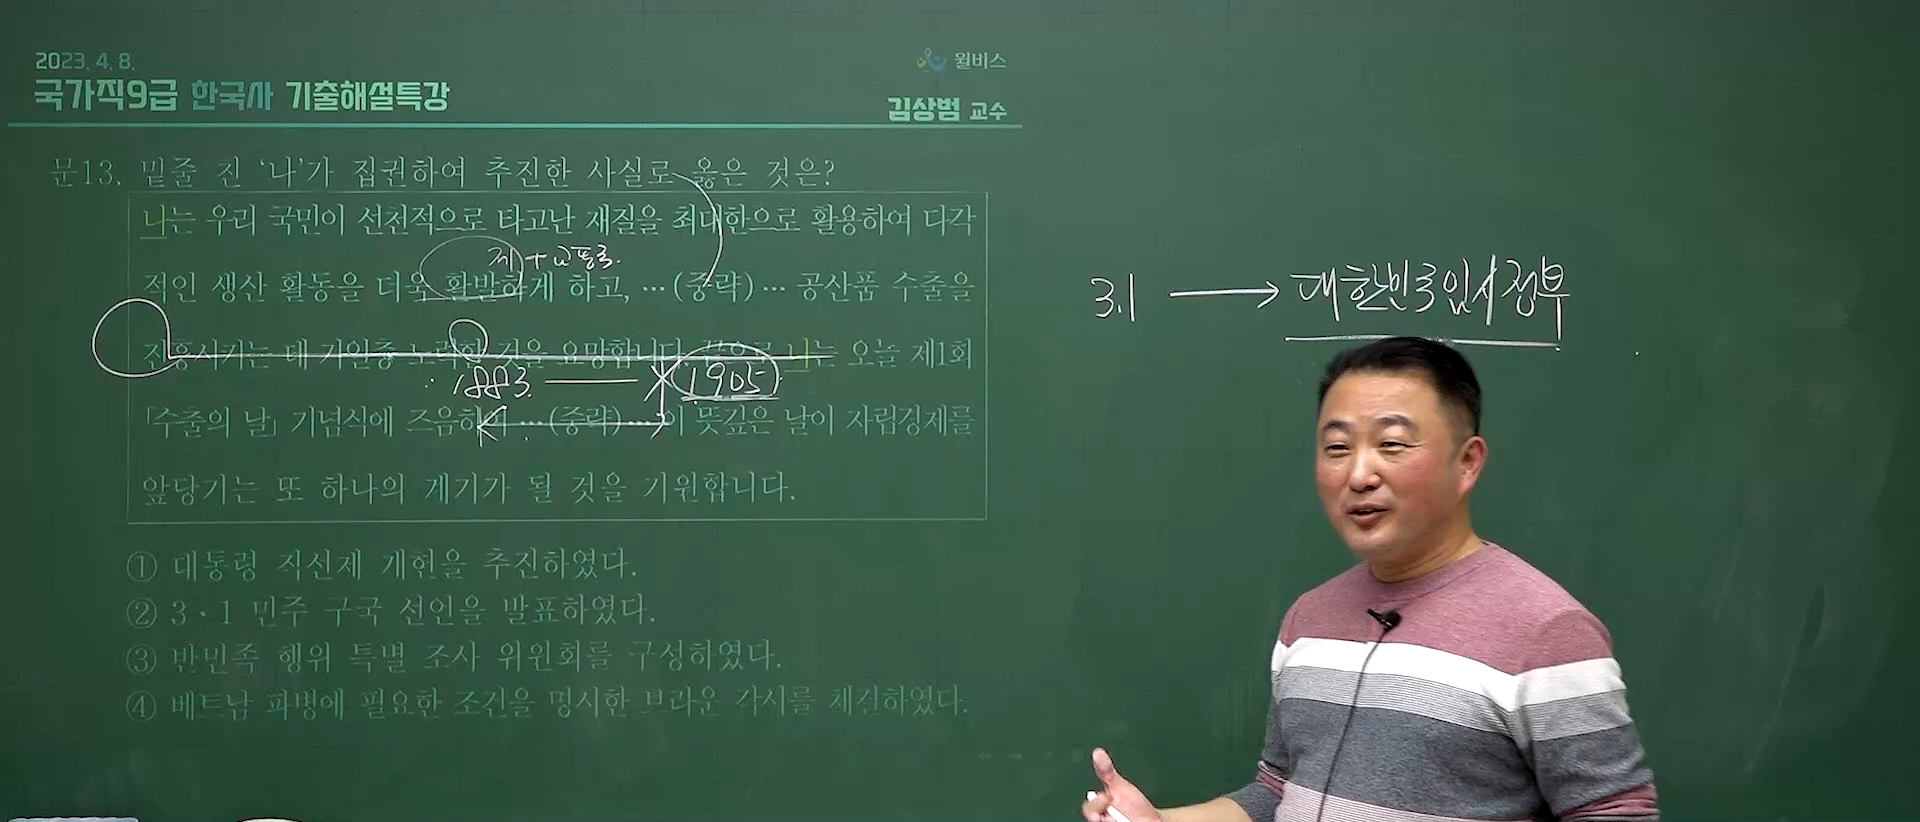 2023. 4. 8.
윌비스
국가직9급 한국사 기출해설특강
김상범 교수
문13. 밑줄 친 ‘나’가 집권하여 추진한 사실로 옳은 것은?
나는 우리 국민이 선천적으로 타고난 재질을 최대한으로 활용하여 다각
적인 생산 활동을 더욱 활발하게 하고, …(중략)… 공산품 수출을
진흥시키는 데 가일층 노력할 것을 요망합니다. 끝으로 나는 오늘 제1회
「수출의 날」 기념식에 즈음하여 …(중략)… 이 뜻깊은 날이 자립경제를
앞당기는 또 하나의 계기가 될 것을 기원합니다.
① 대통령 직선제 개헌을 추진하였다.
② 3·1 민주 구국 선언을 발표하였다.
③ 반민족 행위 특별 조사 위원회를 구성하였다.
④ 베트남 파병에 필요한 조건을 명시한 브라운 각서를 체결하였다.
1883. 1905
3.1 → 대한민국임시정부